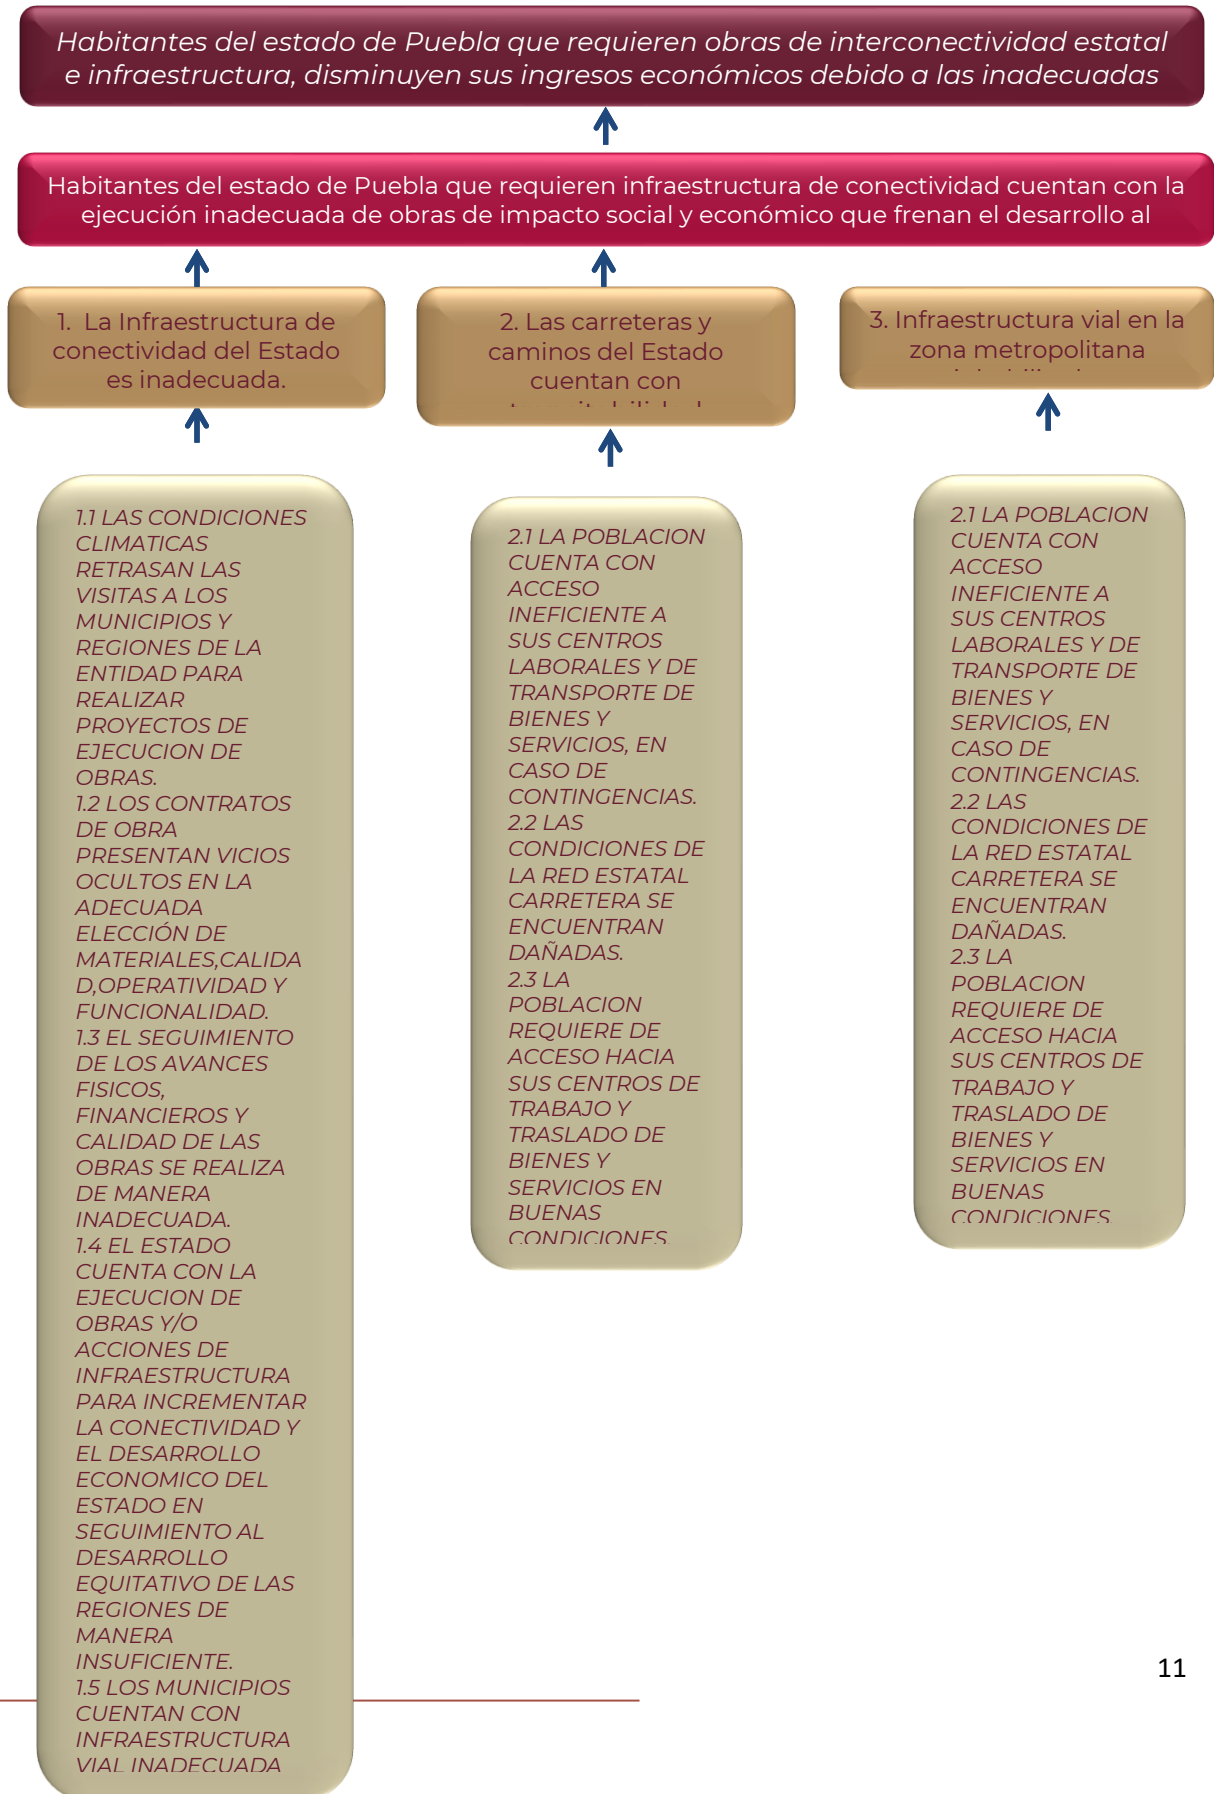 Habitantes del estado de Puebla que requieren obras de interconectividad estatal
e infraestructura, disminuyen sus ingresos económicos debido a las inadecuadas
Habitantes del estado de Puebla que requieren infraestructura de conectividad cuentan con la
ejecución inadecuada de obras de impacto social y económico que frenan el desarrollo al
1. La Infraestructura de
conectividad del Estado
es inadecuada.
2. Las carreteras y
caminos del Estado
cuentan con
3. Infraestructura vial en la
zona metropolitana
1.1 LAS CONDICIONES
CLIMATICAS
RETRASAN LAS
VISITAS A LOS
MUNICIPIOS Y
REGIONES DE LA
ENTIDAD PARA
REALIZAR
PROYECTOS DE
EJECUCION DE
OBRAS.
1.2 LOS CONTRATOS
DE OBRA
PRESENTAN VICIOS
OCULTOS EN LA
ADECUADA
ELECCIÓN DE
MATERIALES,CALIDA
D,OPERATIVIDAD Y
FUNCIONALIDAD.
1.3 EL SEGUIMIENTO
DE LOS AVANCES
FISICOS,
FINANCIEROS Y
CALIDAD DE LAS
OBRAS SE REALIZA
DE MANERA
INADECUADA.
1.4 EL ESTADO
CUENTA CON LA
EJECUCION DE
OBRAS Y/O
ACCIONES DE
INFRAESTRUCTURA
PARA INCREMENTAR
LA CONECTIVIDAD Y
EL DESARROLLO
ECONOMICO DEL
ESTADO EN
SEGUIMIENTO AL
DESARROLLO
EQUITATIVO DE LAS
REGIONES DE
MANERA
INSUFICIENTE.
1.5 LOS MUNICIPIOS
CUENTAN CON
INFRAESTRUCTURA
VIAL INADECUADA
2.1 LA POBLACION
CUENTA CON
ACCESO
INEFICIENTE A
SUS CENTROS
LABORALES Y DE
TRANSPORTE DE
BIENES Y
SERVICIOS, EN
CASO DE
CONTINGENCIAS.
2.2 LAS
CONDICIONES DE
LA RED ESTATAL
CARRETERA SE
ENCUENTRAN
DAÑADAS.
2.3 LA
POBLACION
REQUIERE DE
ACCESO HACIA
SUS CENTROS DE
TRABAJO Y
TRASLADO DE
BIENES Y
SERVICIOS EN
BUENAS
CONDICIONES.
2.1 LA POBLACION
CUENTA CON
ACCESO
INEFICIENTE A
SUS CENTROS
LABORALES Y DE
TRANSPORTE DE
BIENES Y
SERVICIOS, EN
CASO DE
CONTINGENCIAS.
2.2 LAS
CONDICIONES DE
LA RED ESTATAL
CARRETERA SE
ENCUENTRAN
DAÑADAS.
2.3 LA
POBLACION
REQUIERE DE
ACCESO HACIA
SUS CENTROS DE
TRABAJO Y
TRASLADO DE
BIENES Y
SERVICIOS EN
BUENAS
CONDICIONES.
11